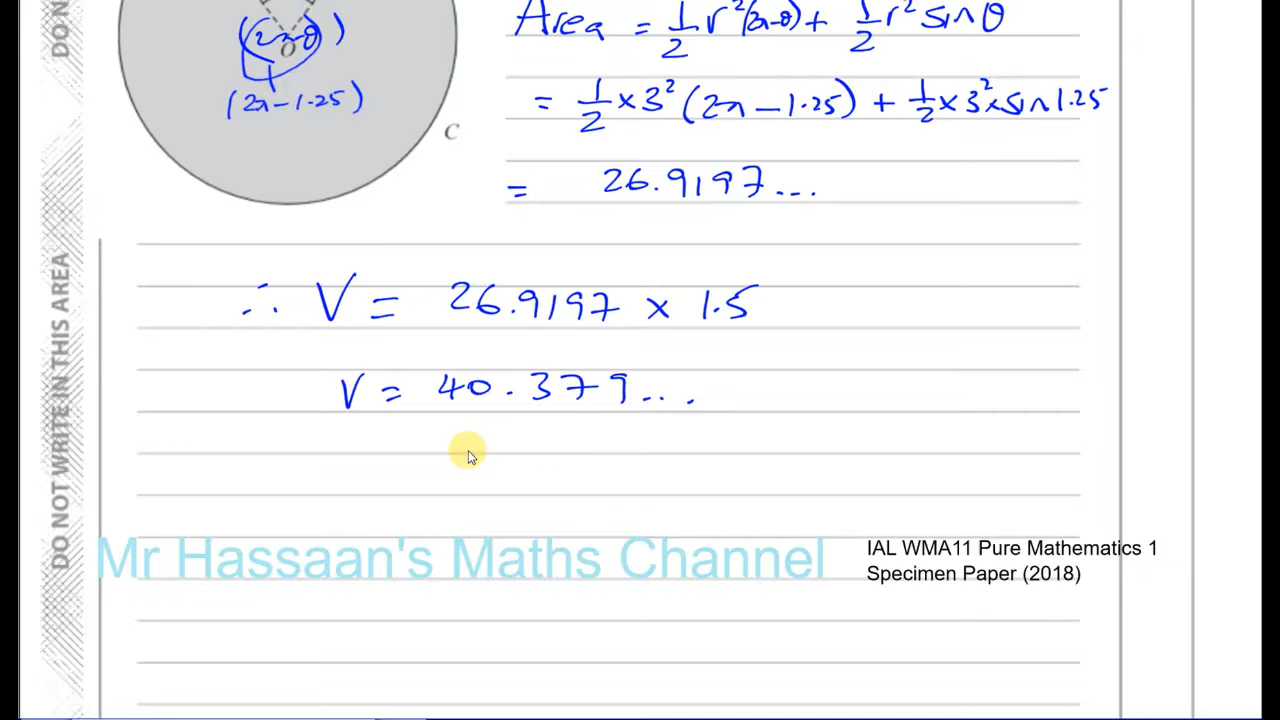 DO NO
Area = 1/2 r²(2π-θ) + 1/2 r² sin θ
(2π-θ)
O
= 1/2 × 3² (2π - 1.25) + 1/2 × 3² × sin 1.25
(2π - 1.25)
C
= 26.9197...
∴ V = 26.9197 × 1.5
V = 40.379...
DO NOT WRITE IN THIS AREA
Mr Hassaan's Maths Channel
IAL WMA11 Pure Mathematics 1
Specimen Paper (2018)